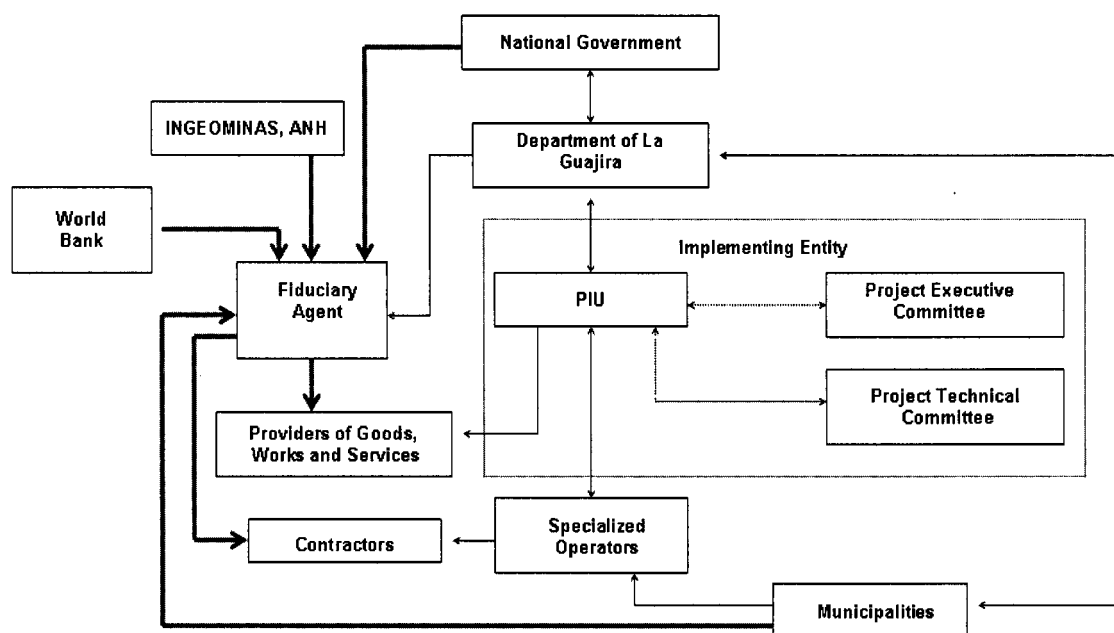 National Government
INGEOMINAS, ANH
Department of La
Guajira
World
Bank
Implementing Entity
Fiduciary
Agent
PIU
Project Executive
Committee
Project Technical
Committee
Providers of Goods,
Works and Services
Specialized
Operators
Contractors
Municipalities